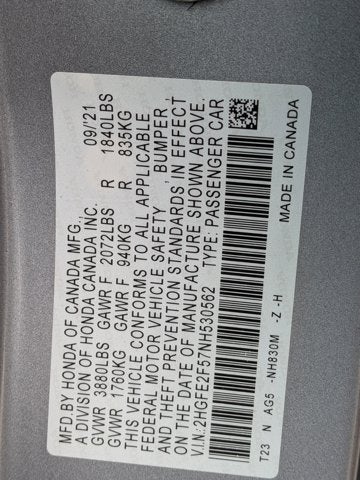 MFD.BY HONDA OF CANADA MFG., 09/21
A DIVISION OF HONDA CANADA INC.
GVWR 3880LBS GAWR F 2072LBS R 1840LBS
GVWR 1760KG GAWR F 940KG R 835KG
THIS VEHICLE CONFORMS TO ALL APPLICABLE
FEDERAL MOTOR VEHICLE SAFETY, BUMPER,
AND THEFT PREVENTION STANDARDS IN EFFECT
ON THE DATE OF MANUFACTURE SHOWN ABOVE.
V.I.N.: 2HGFE2F57NH530562 TYPE: PASSENGER CAR
T23 N AG5 -NH830M -Z -H MADE IN CANADA